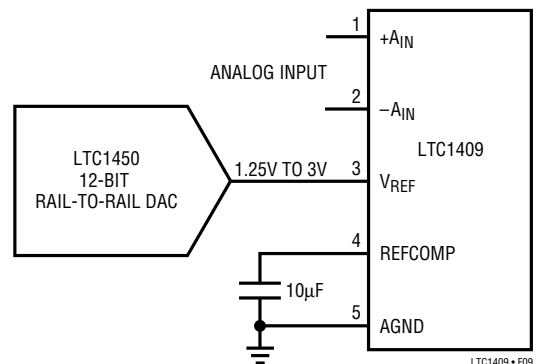 1
+AIN
ANALOG INPUT
2
–AIN
LTC1409
LTC1450
12-BIT
RAIL-TO-RAIL DAC
1.25V TO 3V
3
VREF
4
REFCOMP
10µF
5
AGND
LTC1409 • F09